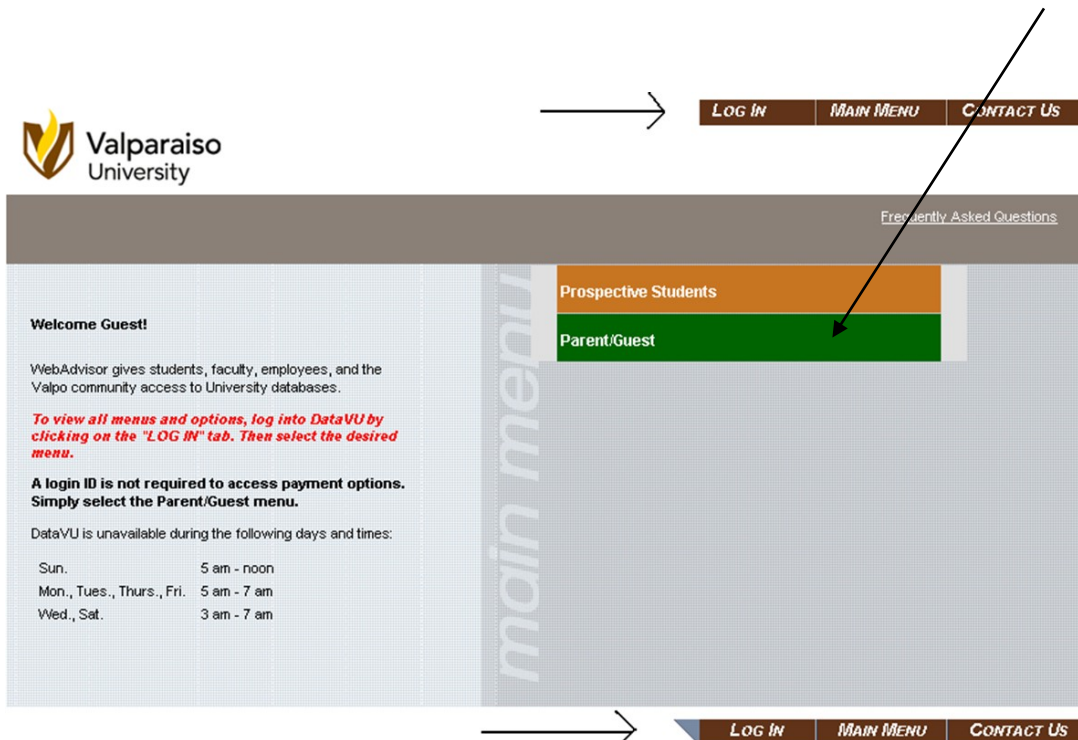 LOG IN MAIN MENU CONTACT US
Valparaiso
University
Frequently Asked Questions
main menu
Prospective Students
Parent/Guest
Welcome Guest!
WebAdvisor gives students, faculty, employees, and the
Valpo community access to University databases.
To view all menus and options, log into DataVU by
clicking on the "LOG IN" tab. Then select the desired
menu.
A login ID is not required to access payment options.
Simply select the Parent/Guest menu.
DataVU is unavailable during the following days and times:
Sun. 5 am - noon
Mon., Tues., Thurs., Fri. 5 am - 7 am
Wed., Sat. 3 am - 7 am
LOG IN MAIN MENU CONTACT US